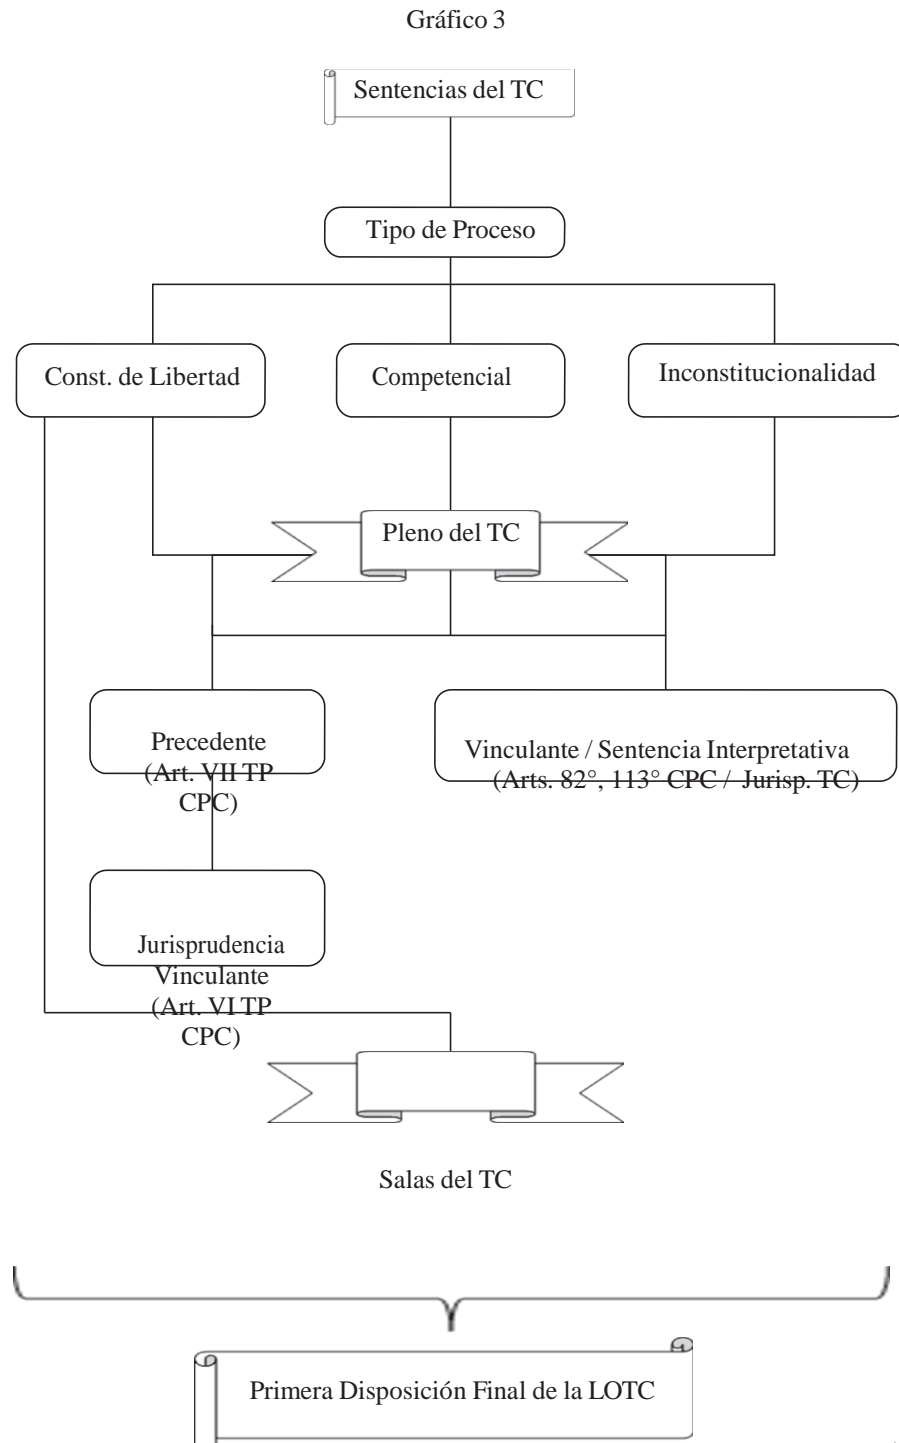 Gráfico 3
Sentencias del TC
Tipo de Proceso
Const. de Libertad
Competencial
Inconstitucionalidad
Pleno del TC
Precedente
(Art. VII TP
CPC)
Vinculante / Sentencia Interpretativa
(Arts. 82°, 113° CPC / Jurisp. TC)
Jurisprudencia
Vinculante
(Art. VI TP
CPC)
Salas del TC
Primera Disposición Final de la LOTC